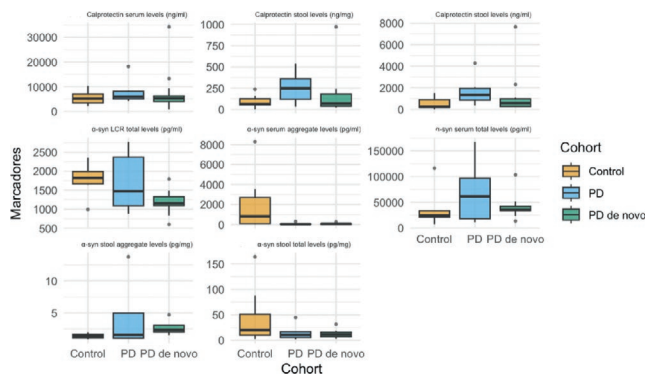 Calprotectin serum levels (ng/ml)
Calprotectin stool levels (ng/mg)
Calprotectin stool levels (ng/ml)
30000
20000
10000
0
1000
750
500
250
0
8000
6000
4000
2000
0
α-syn LCR total levels (pg/ml)
α-syn serum aggregate levels (pg/ml)
n-syn serum total levels (pg/ml)
2500
2000
1500
1000
500
8000
6000
4000
2000
0
150000
100000
50000
0
Control PD PD de novo
α-syn stool aggregate levels (pg/mg)
α-syn stool total levels (pg/mg)
10
5
150
100
50
0
Control PD PD de novo
Control PD PD de novo
Marcadores
Cohort
Cohort
Control
PD
PD de novo